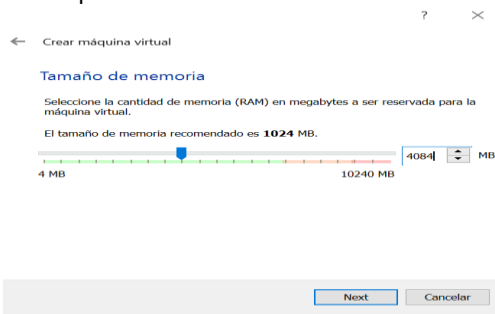 ?
Crear máquina virtual
Tamaño de memoria
Seleccione la cantidad de memoria (RAM) en megabytes a ser reservada para la
máquina virtual.
El tamaño de memoria recomendado es 1024 MB.
4084 MB
4 MB 10240 MB
Next Cancelar